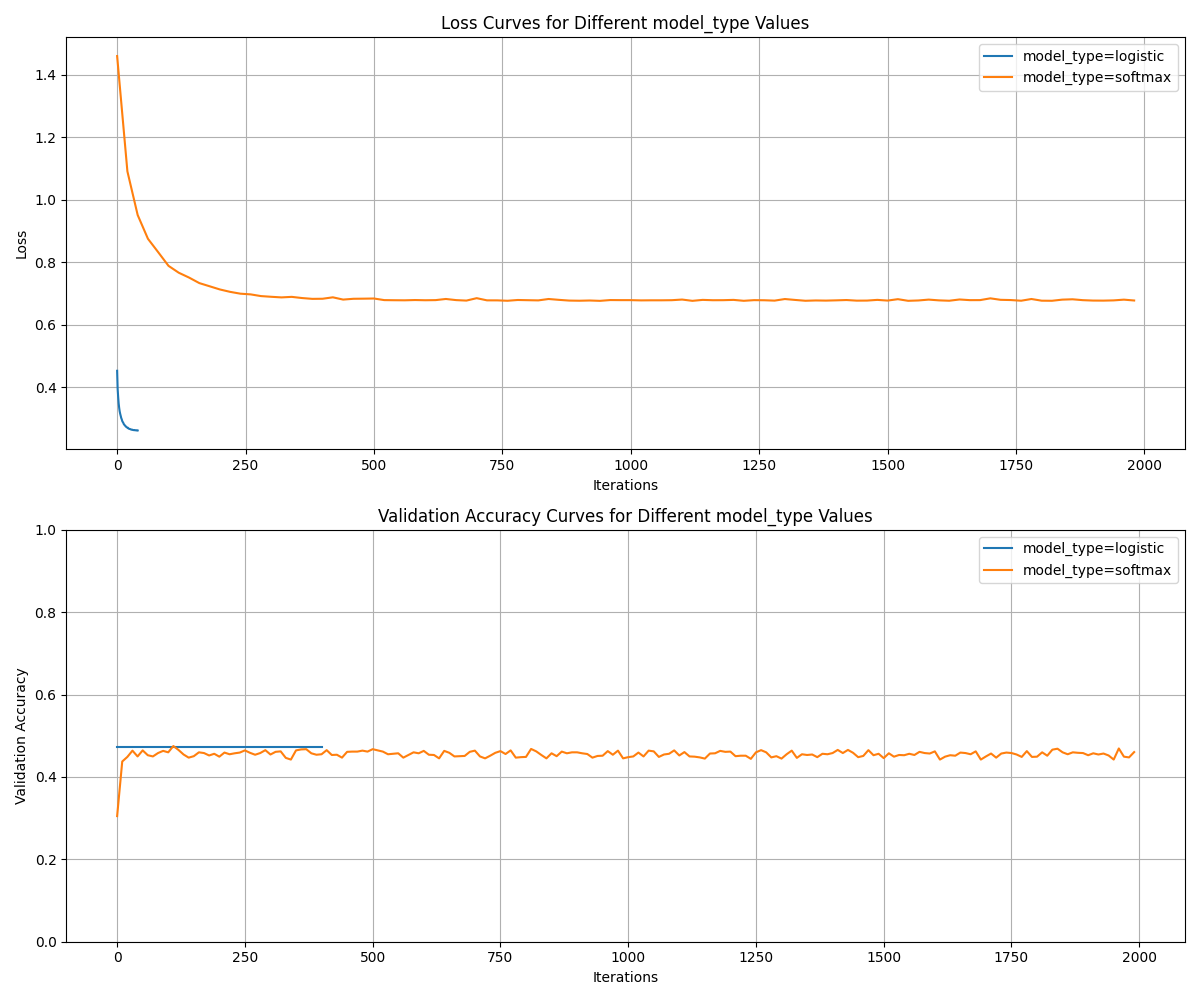 Loss Curves for Different model_type Values
model_type=logistic
model_type=softmax
Loss
1.4
1.2
1.0
0.8
0.6
0.4
0 250 500 750 1000 1250 1500 1750 2000
Iterations
Validation Accuracy Curves for Different model_type Values
model_type=logistic
model_type=softmax
Validation Accuracy
1.0
0.8
0.6
0.4
0.2
0.0
0 250 500 750 1000 1250 1500 1750 2000
Iterations